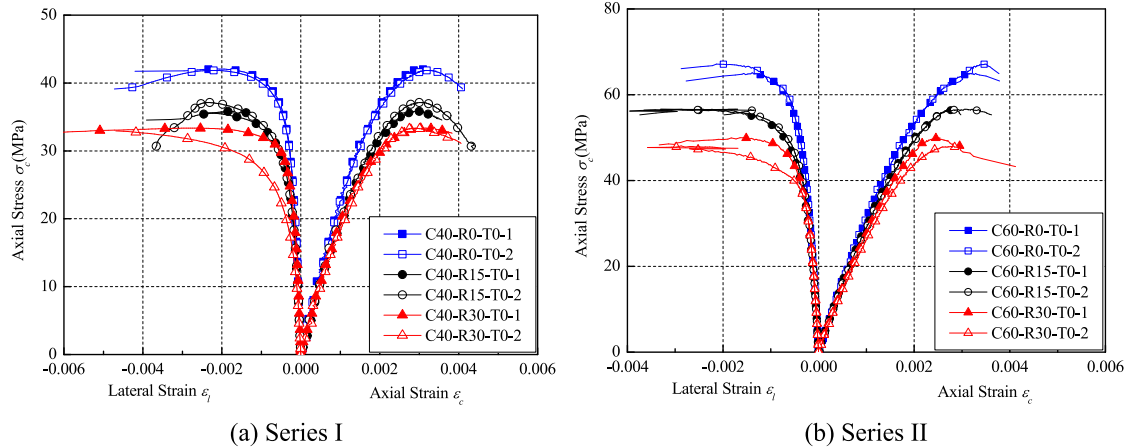 Axial Stress σc (MPa)
50
40
30
20
10
0
-0.006
-0.004
-0.002
0.000
0.002
0.004
0.006
Lateral Strain εl
Axial Strain εc
C40-R0-T0-1
C40-R0-T0-2
C40-R15-T0-1
C40-R15-T0-2
C40-R30-T0-1
C40-R30-T0-2
(a) Series I
Axial Stress σc (MPa)
80
60
40
20
0
-0.004
-0.002
0.000
0.002
0.004
0.006
Lateral Strain εl
Axial Strain εc
C60-R0-T0-1
C60-R0-T0-2
C60-R15-T0-1
C60-R15-T0-2
C60-R30-T0-1
C60-R30-T0-2
(b) Series II